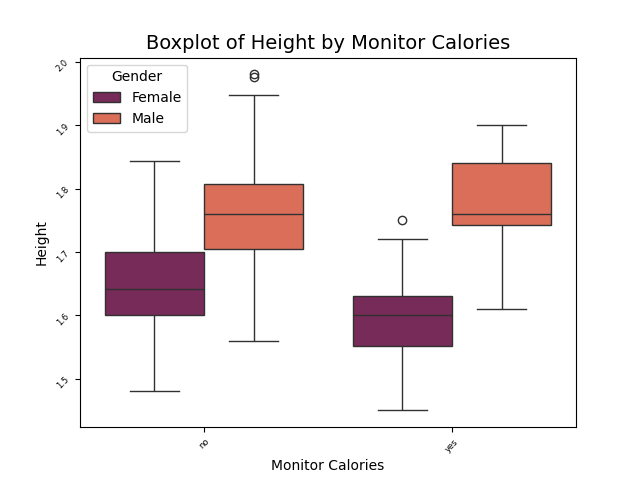 Boxplot of Height by Monitor Calories
Gender
Female
Male
2.0
1.9
1.8
1.7
1.6
1.5
Height
no
yes
Monitor Calories